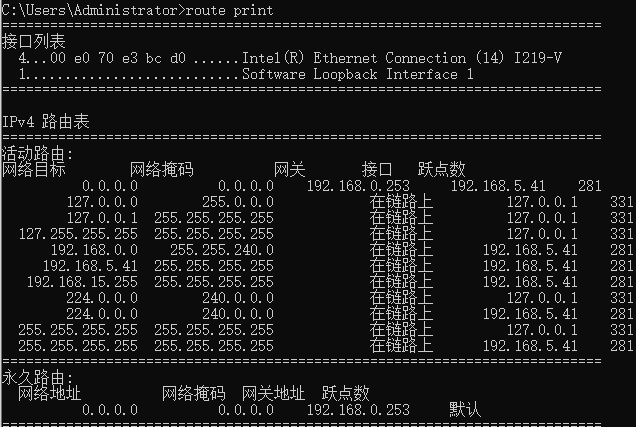 C:\Users\Administrator>route print
===========================================================================
接口列表
  4...00 e0 70 e3 bc d0 ......Intel(R) Ethernet Connection (14) I219-V
  1...........................Software Loopback Interface 1
===========================================================================
IPv4 路由表
===========================================================================
活动路由:
网络目标        网络掩码          网关       接口   跃点数
          0.0.0.0          0.0.0.0    192.168.0.253     192.168.5.41    281
        127.0.0.0        255.0.0.0            在链路上         127.0.0.1    331
        127.0.0.1  255.255.255.255            在链路上         127.0.0.1    331
  127.255.255.255  255.255.255.255            在链路上         127.0.0.1    331
      192.168.0.0    255.255.240.0            在链路上      192.168.5.41    281
     192.168.5.41  255.255.255.255            在链路上      192.168.5.41    281
   192.168.15.255  255.255.255.255            在链路上      192.168.5.41    281
        224.0.0.0        240.0.0.0            在链路上         127.0.0.1    331
        224.0.0.0        240.0.0.0            在链路上      192.168.5.41    281
  255.255.255.255  255.255.255.255            在链路上         127.0.0.1    331
  255.255.255.255  255.255.255.255            在链路上      192.168.5.41    281
===========================================================================
永久路由:
  网络地址          网络掩码  网关地址  跃点数
          0.0.0.0          0.0.0.0    192.168.0.253     默认
===========================================================================